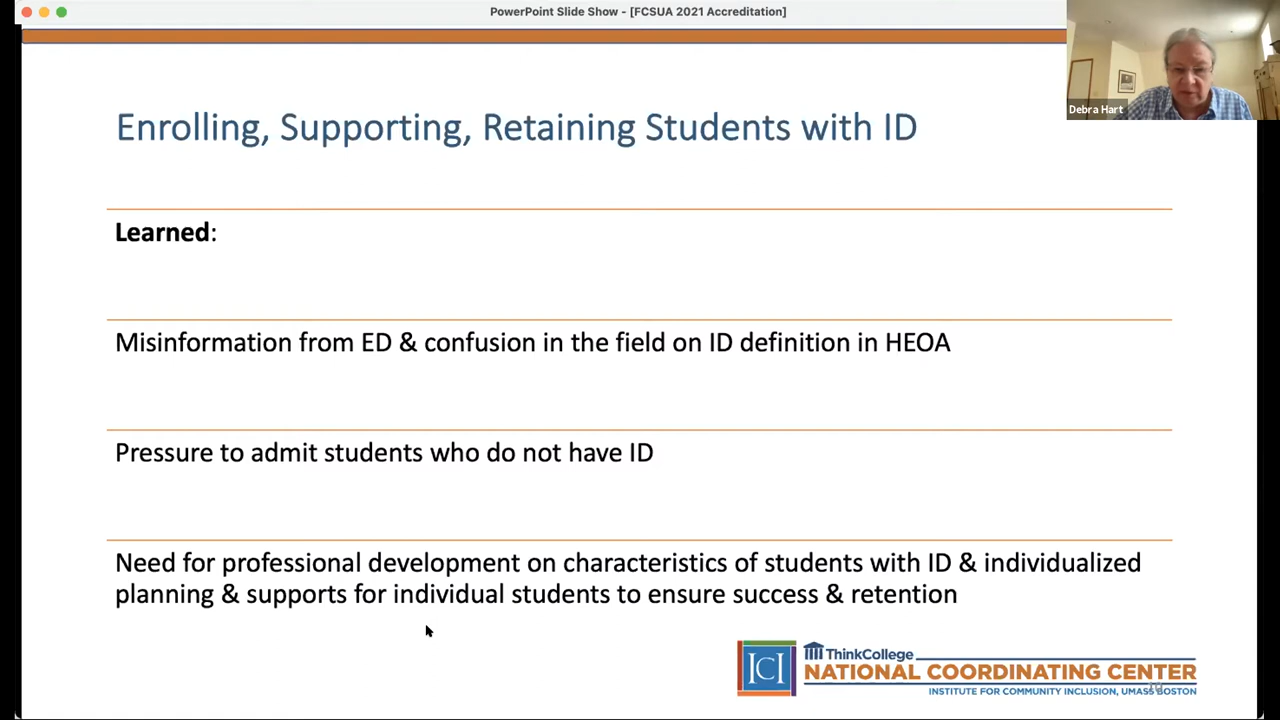 PowerPoint Slide Show - [FCSUA 2021 Accreditation]
Debra Hart
Enrolling, Supporting, Retaining Students with ID
Learned:
Misinformation from ED & confusion in the field on ID definition in HEOA
Pressure to admit students who do not have ID
Need for professional development on characteristics of students with ID & individualized
planning & supports for individual students to ensure success & retention
ICI
ThinkCollege
NATIONAL COORDINATING CENTER
INSTITUTE FOR COMMUNITY INCLUSION, UMASS BOSTON